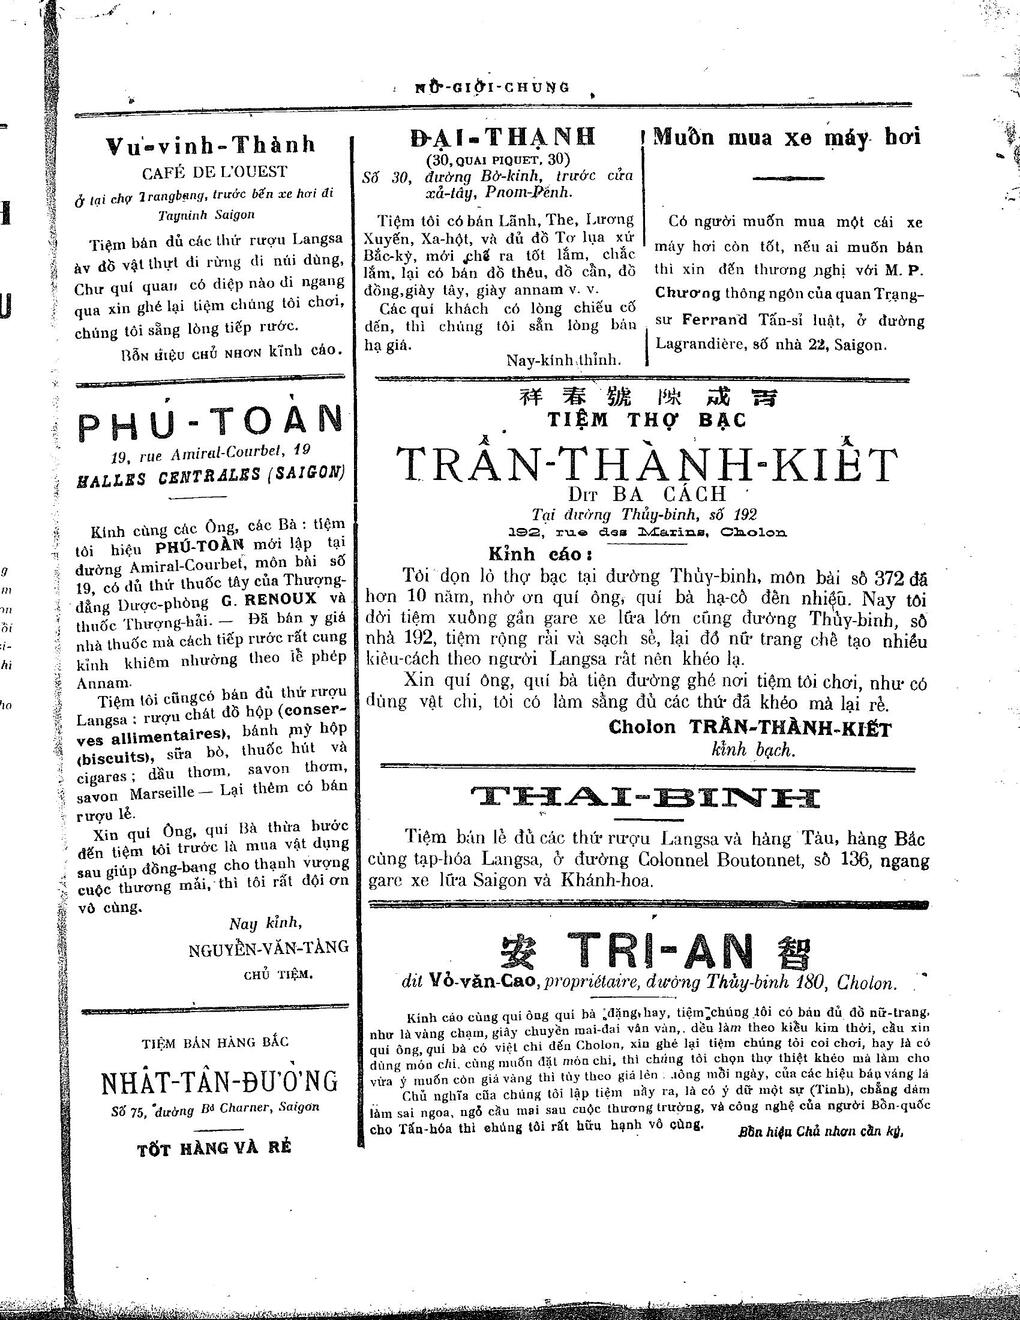 NỮ-GIỚI-CHUNG
Vư-vinh-Thành
CAFÉ DE L'OUEST
ở tại chợ Trangbang, trước bến xe hơi đi
Tayninh Saigon
Tiệm bán đủ các thứ rượu Langsa
àv đồ vật thựt đi rừng đi núi dùng,
Chư quí quan có diệp nào đi ngang
qua xin ghé lại tiệm chúng tôi chơi,
chúng tôi sẵng lòng tiếp rước.
BỔN HIỆU CHỦ NHƠN kĩnh cáo.
PHÚ-TOÀN
19, rue Amiral-Courbet, 19
HALLES CENTRALES (SAIGON)
Kính cùng các Ông, các Bà : tiệm
tôi hiệu PHÚ-TOÀN mới lập tại
đường Amiral-Courbet, môn bài số
19, có đủ thứ thuốc tây của Thượng-
đẳng Dược-phòng G. RENOUX và
thuốc Thượng-hải. — Đã bán y giá
nhà thuốc mà cách tiếp rước rất cung
kỉnh khiêm nhường theo lễ phép
Annam.
Tiệm tôi cũngcó bán đủ thứ rượu
Langsa : rượu chát đồ hộp (conser-
ves allimentaires), bánh mỳ hộp
(biscuits), sữa bò, thuốc hút và
cigares ; dầu thơm, savon thơm,
savon Marseille — Lại thêm có bán
rượu lẻ.
Xin quí Ông, quí Bà thừa bước
đến tiệm tôi trước là mua vật dụng
sau giúp đồng-bang cho thạnh vượng
cuộc thương mãi, thì tôi rất đội ơn
vô cùng.
Nay kỉnh,
NGUYỄN-VĂN-TÀNG
CHỦ TIỆM.
TIỆM BÁN HÀNG BẮC
NHẤT-TÂN-ĐƯỜNG
Số 75, đường Bd Charner, Saigon
TỐT HÀNG VÀ RẺ
ĐẠI-THẠNH
(30, QUAI PIQUET, 30)
Số 30, đường Bờ-kinh, trước cửa
xả-tây, Pnom-Pénh.
Tiệm tôi có bán Lãnh, The, Lương
Xuyến, Xa-hột, và đủ đồ Tơ lụa xứ
Bắc-kỳ, mới chế ra tốt lắm, chắc
lắm, lại có bán đồ thêu, đồ cẩn, đồ
đồng, giày tây, giày annam v. v.
Các quí khách có lòng chiếu cố
đến, thì chúng tôi sẵn lòng bán
hạ giá.
Nay-kính thỉnh.
Muốn mua xe máy hơi
Có người muốn mua một cái xe
máy hơi còn tốt, nếu ai muốn bán
thì xin đến thương nghị với M. P.
Chương thông ngôn của quan Trạng-
sư Ferrand Tấn-sỉ luật, ở đường
Lagrandière, số nhà 22, Saigon.
祥春號 陳成吉
TIỆM THỢ BẠC
TRẦN-THÀNH-KIẾT
DIT BA CÁCH
Tại đường Thủy-binh, số 192
192, rue des Marins, Cholon
Kỉnh cáo :
Tôi dọn lò thợ bạc tại đường Thủy-binh, môn bài số 372 đã
hơn 10 năm, nhờ ơn quí ông, quí bà hạ-cố đến nhiều. Nay tôi
dời tiệm xuống gần gare xe lữa lớn cũng đường Thủy-binh, số
nhà 192, tiệm rộng rải và sạch sẽ, lại đồ nữ trang chế tạo nhiều
kiểu-cách theo người Langsa rất nên khéo lạ.
Xin quí ông, quí bà tiện đường ghé nơi tiệm tôi chơi, như có
dùng vật chi, tôi có làm sẵng đủ các thứ đã khéo mà lại rẻ.
Cholon TRẦN-THÀNH-KIẾT
kỉnh bạch.
THAI-BINH
Tiệm bán lẻ đủ các thứ rượu Langsa và hàng Tàu, hàng Bắc
cùng tạp-hóa Langsa, ở đường Colonnel Boutonnet, số 136, ngang
gare xe lữa Saigon và Khánh-hoa.
安 TRÍ-AN 智
dit Võ-văn-Cao, propriétaire, đường Thủy-binh 180, Cholon.
Kính cáo cùng quí ông quí bà đặng hay, tiệm chúng tôi có bán đủ đồ nữ-trang,
như là vàng chạm, giây chuyền mai-đai vân vân, đều làm theo kiểu kim thời, cầu xin
quí ông, quí bà có việt chi đến Cholon, xin ghé lại tiệm chúng tôi coi chơi, hay là có
dùng món chi, cùng muốn đặt món chi, thì chúng tôi chọn thợ thiệt khéo mà làm cho
vừa ý muốn còn giá vàng thì tùy theo giá lên mỗi ngày, của các hiệu bán vàng lá
Chủ nghĩa của chúng tôi lập tiệm nầy ra, là có ý dữ một sự (Tinh), chẳng dám
làm sai ngoa, ngỏ cầu mai sau cuộc thương trường, và công nghệ của người Bổn-quốc
cho Tấn-hóa thì chúng tôi rất hữu hạnh vô cùng.
Bổn hiệu Chủ nhơn cẩn ký,